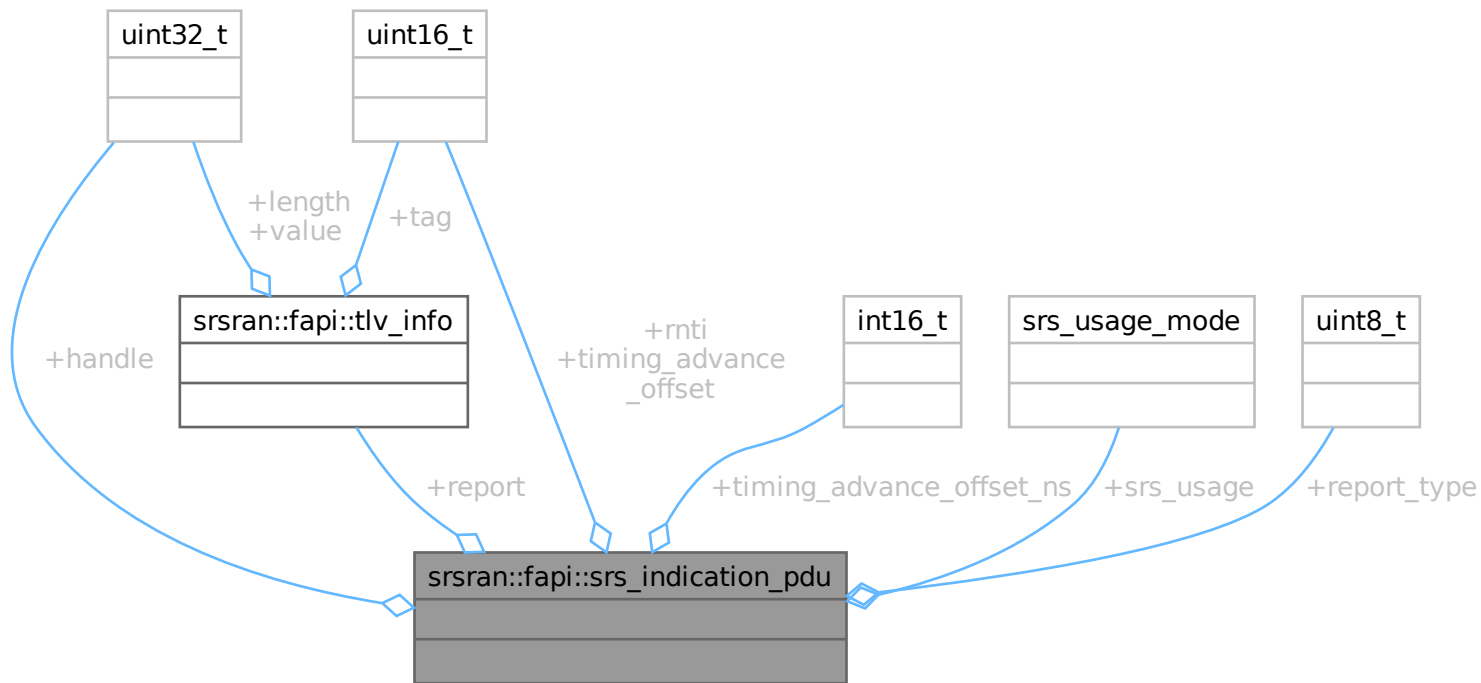 uint32_t
uint16_t
+length
+value
+tag
srsran::fapi::tlv_info
int16_t
srs_usage_mode
uint8_t
+handle
+rnti
+timing_advance
_offset
+report
+timing_advance_offset_ns
+srs_usage
+report_type
srsran::fapi::srs_indication_pdu